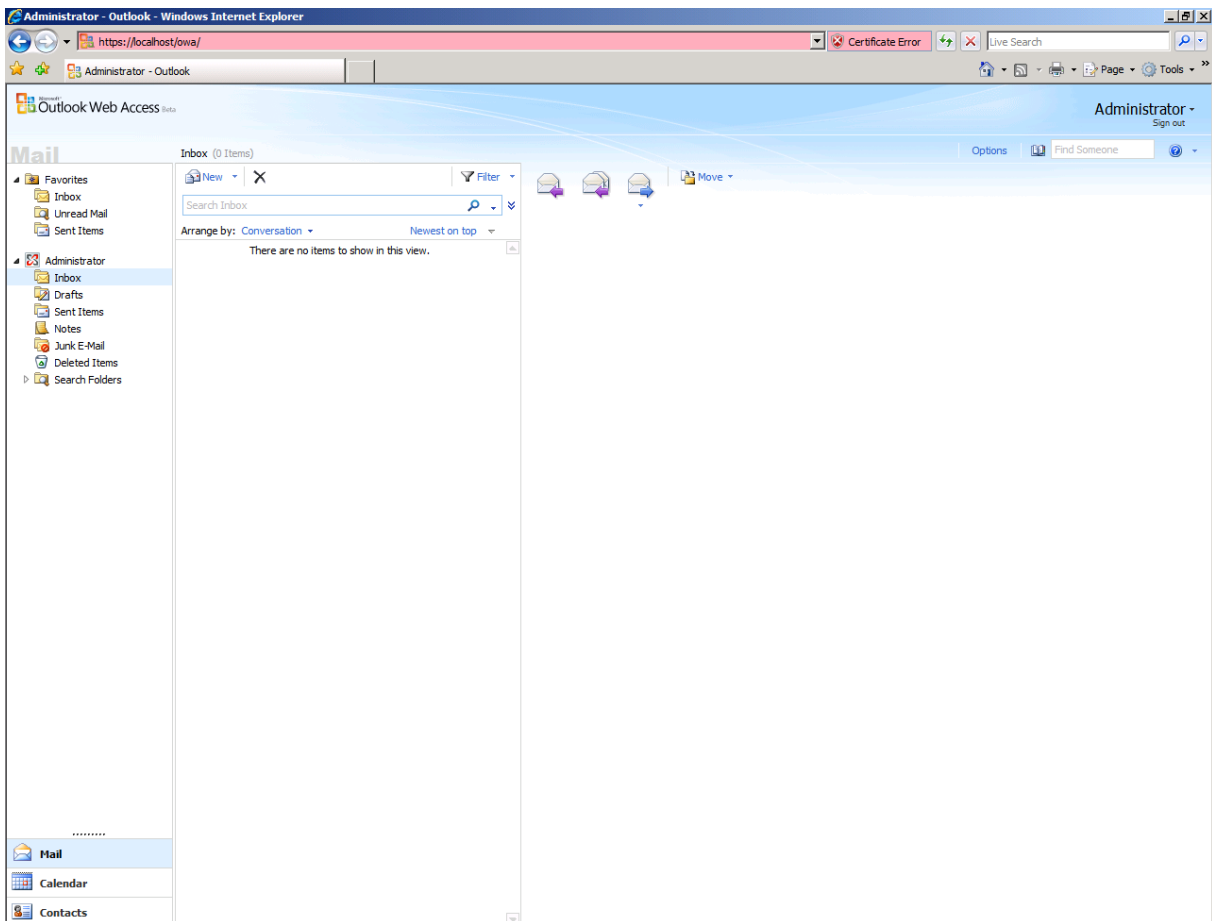 Administrator - Outlook - Windows Internet Explorer
https://localhost/owa/
Certificate Error
Live Search
Administrator - Outlook
Page
Tools
Microsoft
Outlook Web Access Beta
Administrator
Sign out
Mail
Inbox (0 Items)
Options
Find Someone
Favorites
Inbox
Unread Mail
Sent Items
Administrator
Inbox
Drafts
Sent Items
Notes
Junk E-Mail
Deleted Items
Search Folders
New
Filter
Search Inbox
Arrange by: Conversation
Newest on top
There are no items to show in this view.
Move
Mail
Calendar
Contacts